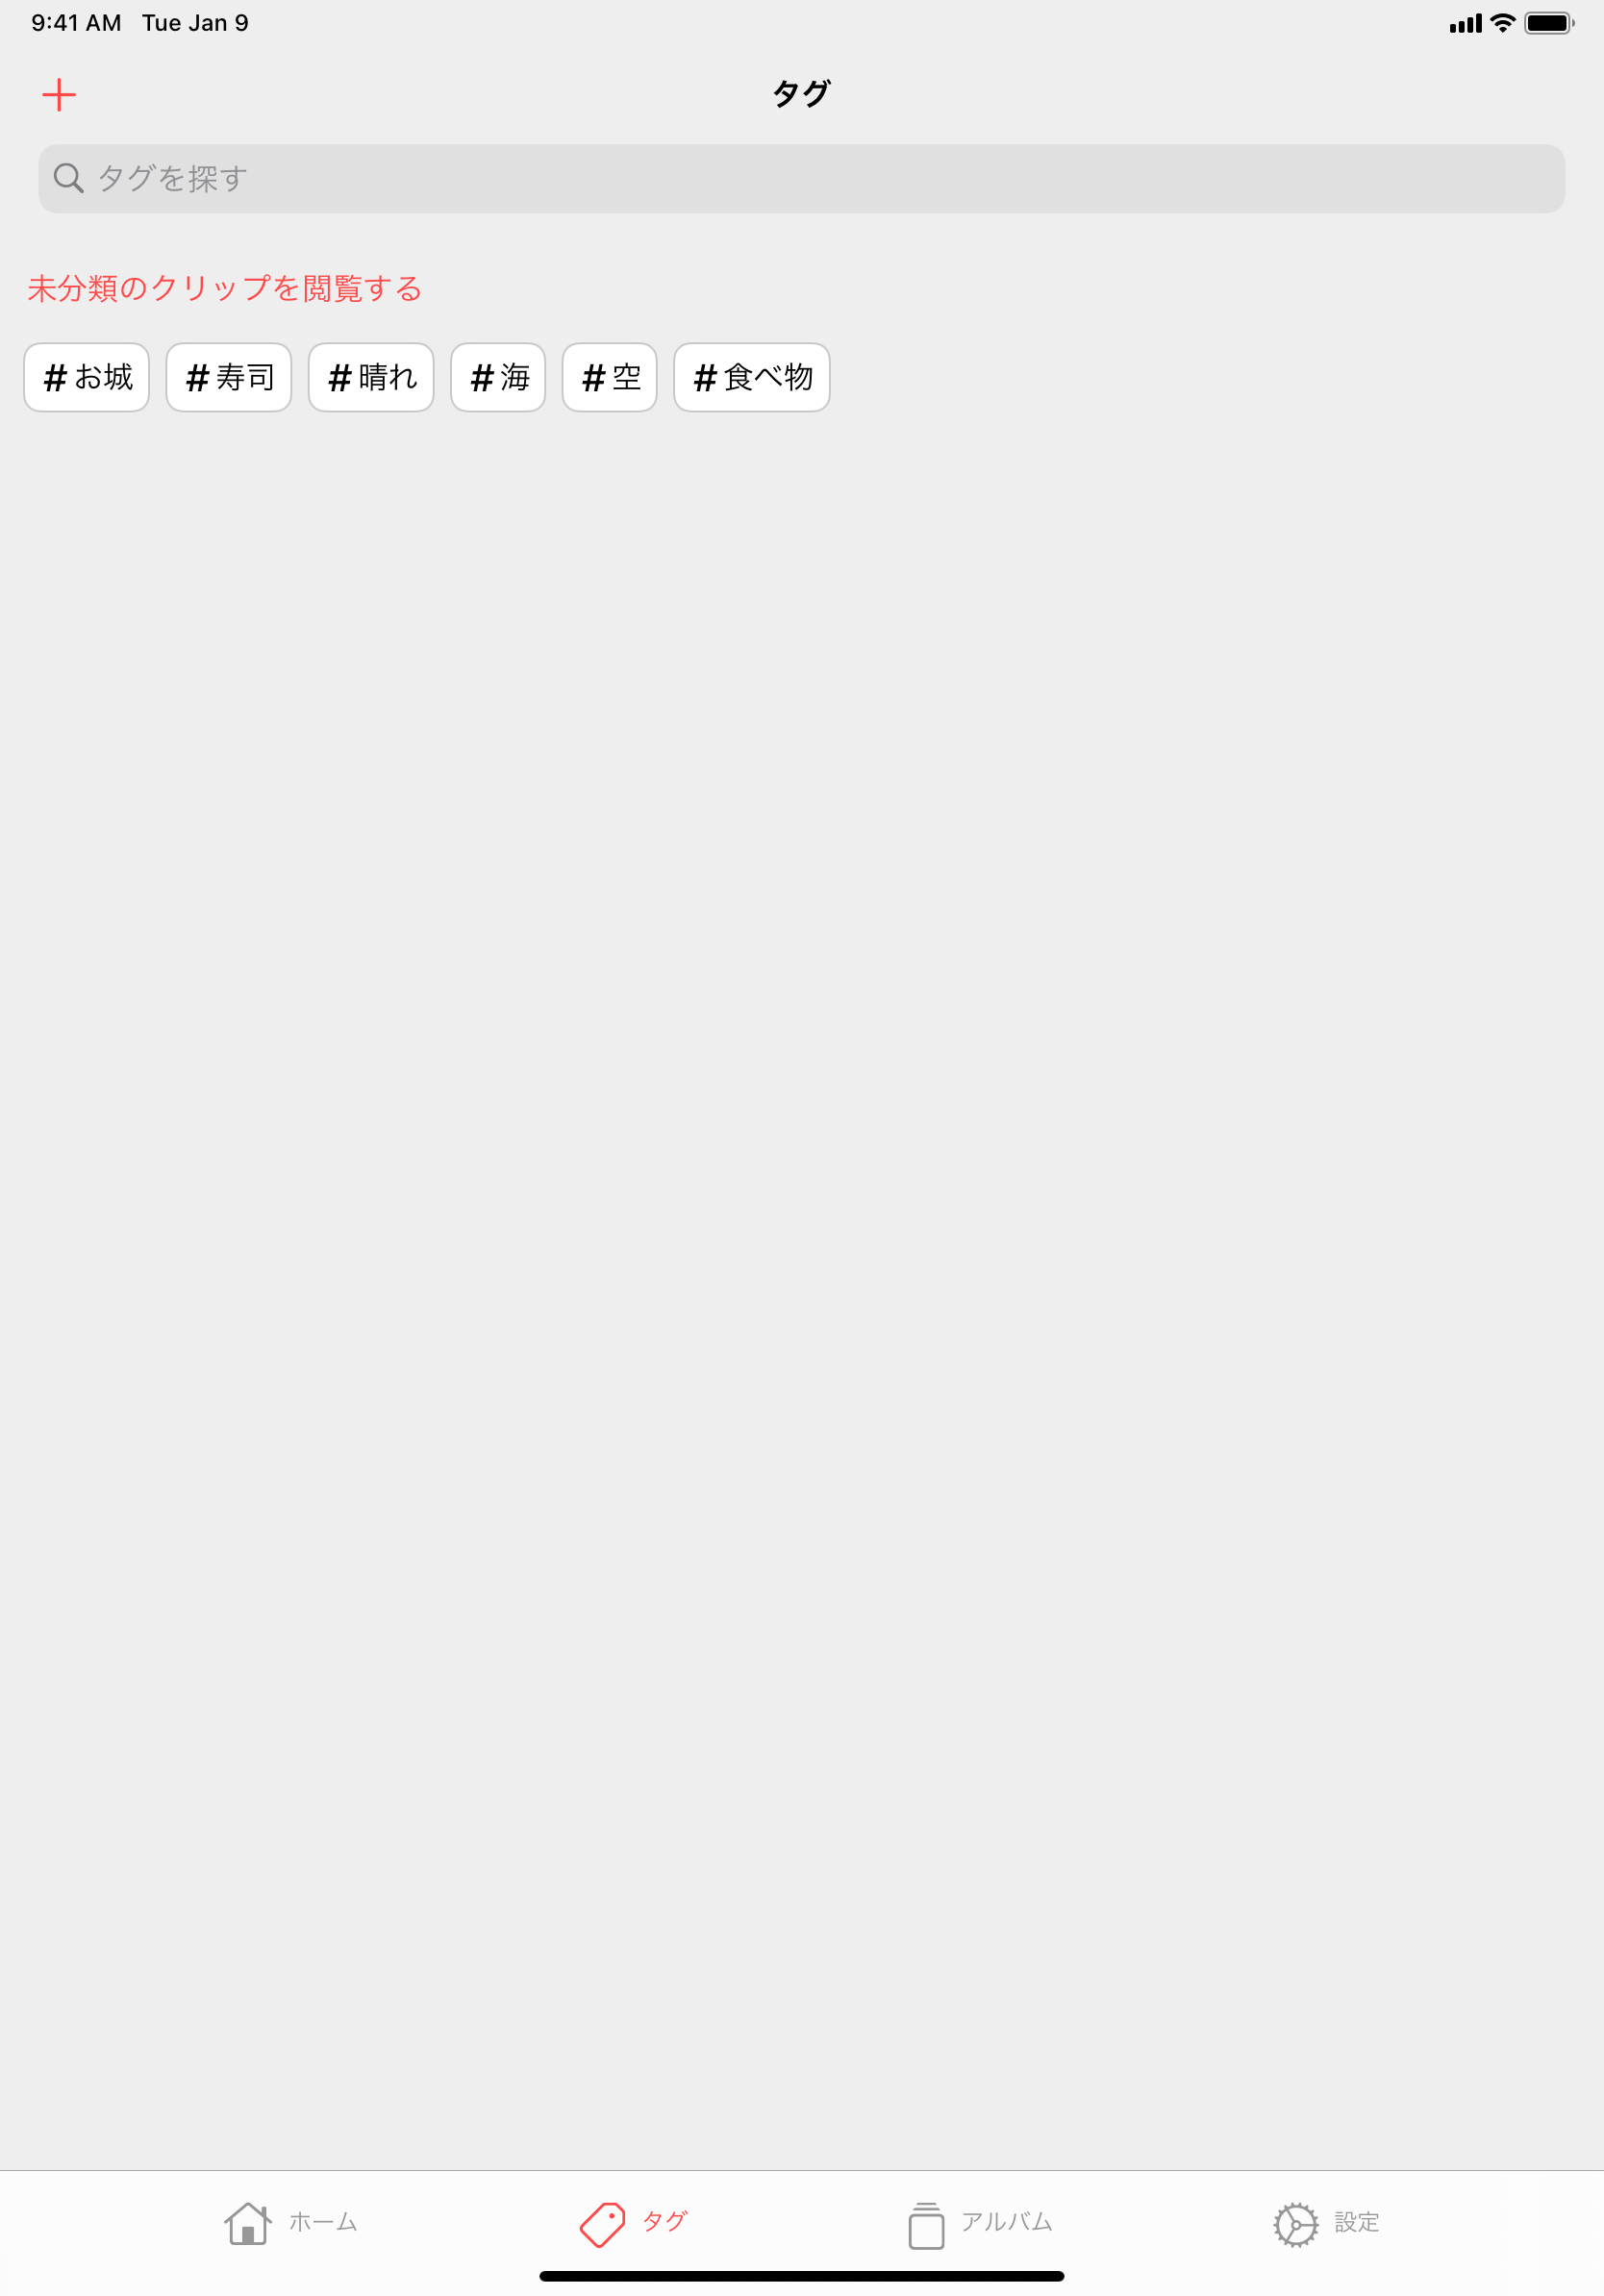 9:41 AM Tue Jan 9
タグ
タグを探す
未分類のクリップを閲覧する
#お城 #寿司 #晴れ #海 #空 #食べ物
ホーム タグ アルバム 設定